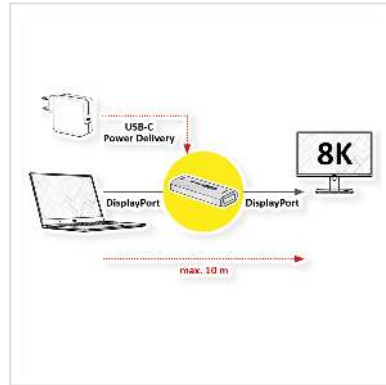 USB-C
Power Delivery
8K
DisplayPort
DisplayPort
max. 10 m